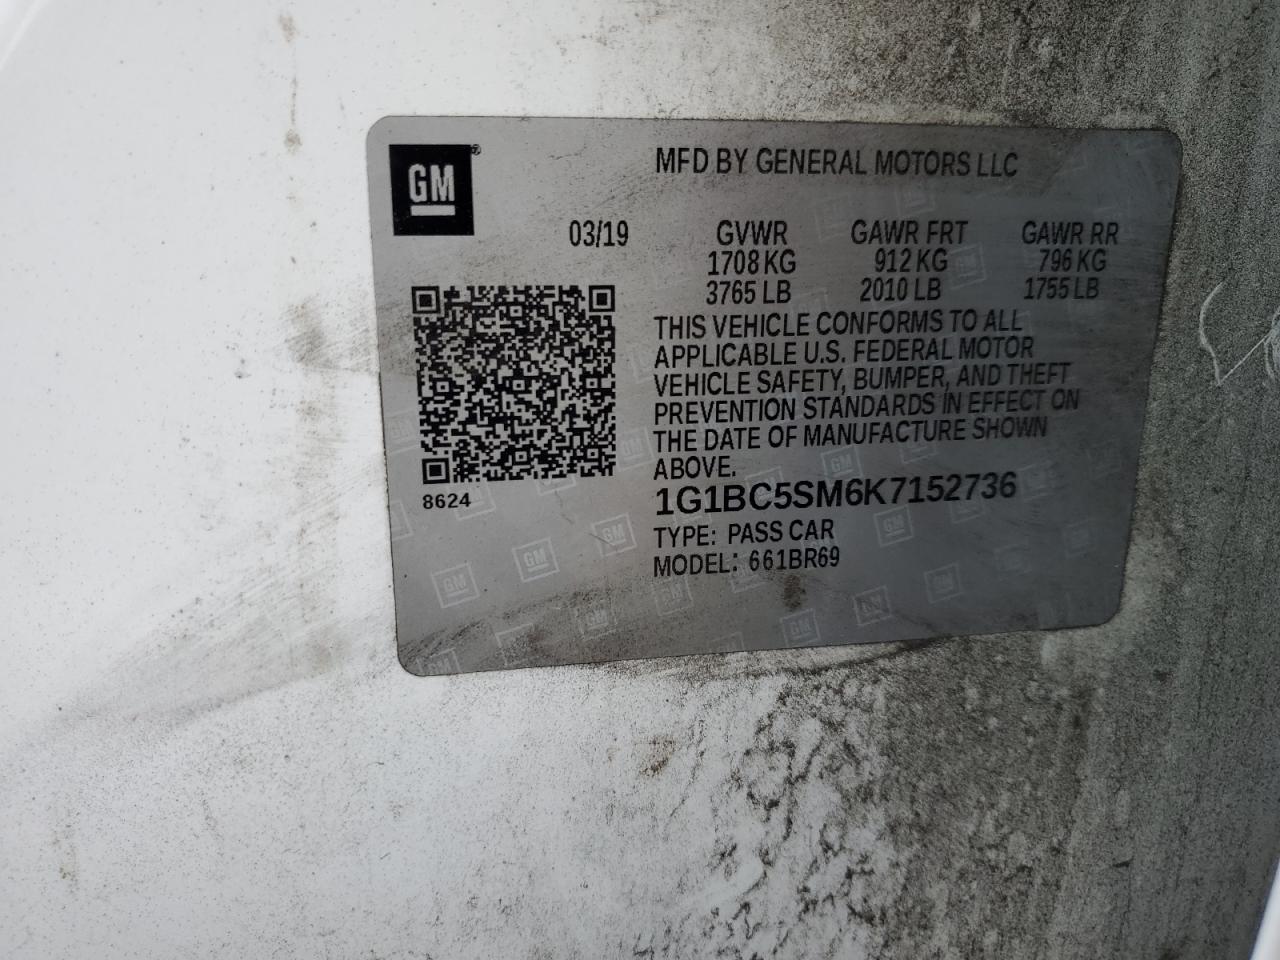 GM
MFD BY GENERAL MOTORS LLC
03/19 GVWR GAWR FRT GAWR RR
1708 KG 912 KG 796 KG
3765 LB 2010 LB 1755 LB
THIS VEHICLE CONFORMS TO ALL
APPLICABLE U.S. FEDERAL MOTOR
VEHICLE SAFETY, BUMPER, AND THEFT
PREVENTION STANDARDS IN EFFECT ON
THE DATE OF MANUFACTURE SHOWN
ABOVE.
8624
1G1BC5SM6K7152736
TYPE: PASS CAR
MODEL: 661BR69